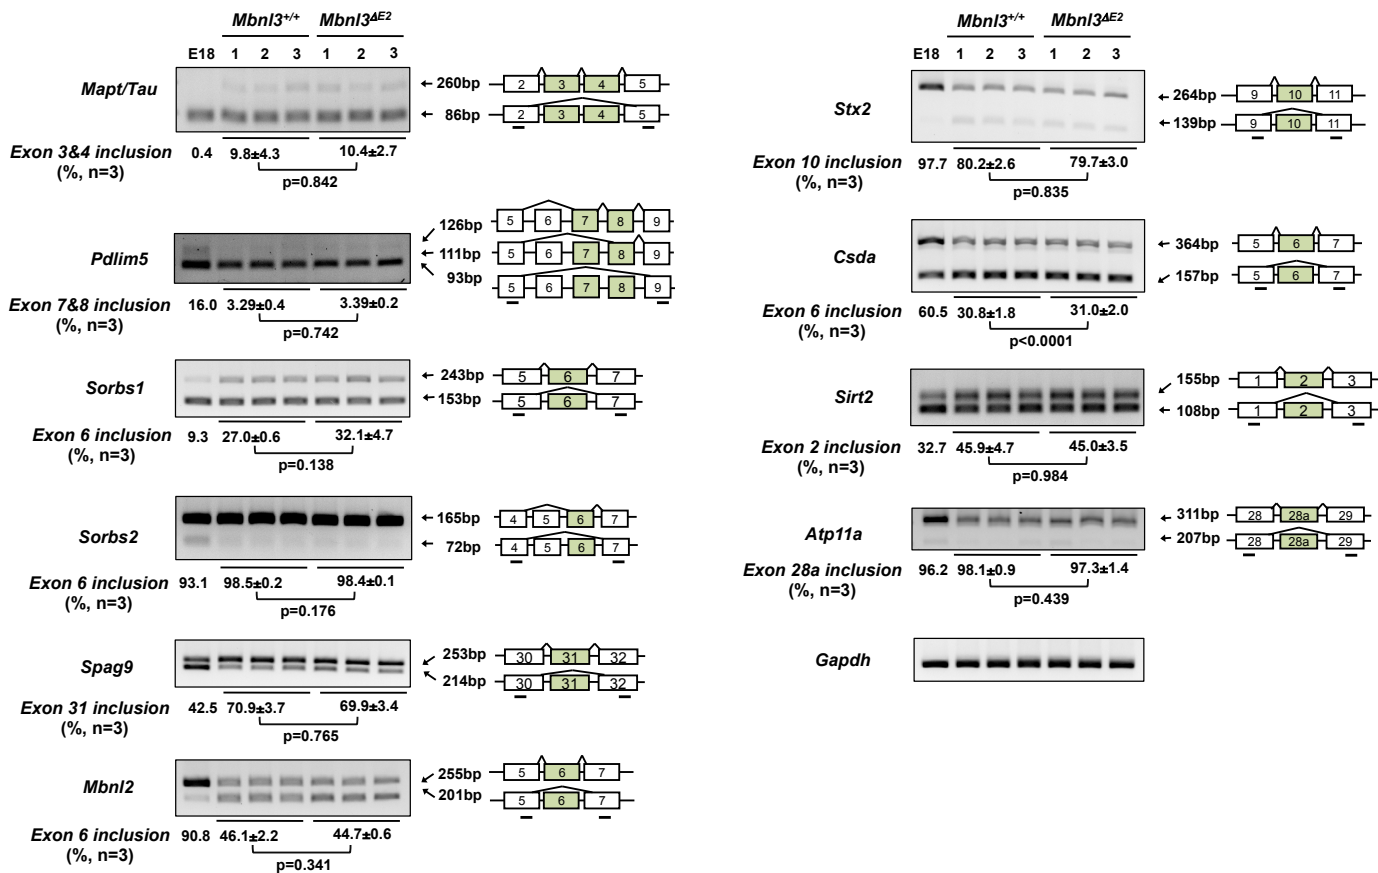 Mbnl3+/+ Mbnl3ΔE2
E18 1 2 3 1 2 3
Mapt/Tau
260bp
2 3 4 5
86bp
2 3 4 5
Exon 3&4 inclusion 0.4 9.8±4.3 10.4±2.7
(%, n=3)
p=0.842
Pdlim5
126bp
5 6 7 8 9
111bp
5 6 7 8 9
93bp
5 6 7 8 9
Exon 7&8 inclusion 16.0 3.29±0.4 3.39±0.2
(%, n=3)
p=0.742
Sorbs1
243bp
5 6 7
153bp
5 6 7
Exon 6 inclusion 9.3 27.0±0.6 32.1±4.7
(%, n=3)
p=0.138
Sorbs2
165bp
4 5 6 7
72bp
4 5 6 7
Exon 6 inclusion 93.1 98.5±0.2 98.4±0.1
(%, n=3)
p=0.176
Spag9
253bp
30 31 32
214bp
30 31 32
Exon 31 inclusion 42.5 70.9±3.7 69.9±3.4
(%, n=3)
p=0.765
Mbnl2
255bp
5 6 7
201bp
5 6 7
Exon 6 inclusion 90.8 46.1±2.2 44.7±0.6
(%, n=3)
p=0.341
Mbnl3+/+ Mbnl3ΔE2
E18 1 2 3 1 2 3
Stx2
264bp
9 10 11
139bp
9 10 11
Exon 10 inclusion 97.7 80.2±2.6 79.7±3.0
(%, n=3)
p=0.835
Csda
364bp
5 6 7
157bp
5 6 7
Exon 6 inclusion 60.5 30.8±1.8 31.0±2.0
(%, n=3)
p<0.0001
Sirt2
155bp
1 2 3
108bp
1 2 3
Exon 2 inclusion 32.7 45.9±4.7 45.0±3.5
(%, n=3)
p=0.984
Atp11a
311bp
28 28a 29
207bp
28 28a 29
Exon 28a inclusion 96.2 98.1±0.9 97.3±1.4
(%, n=3)
p=0.439
Gapdh